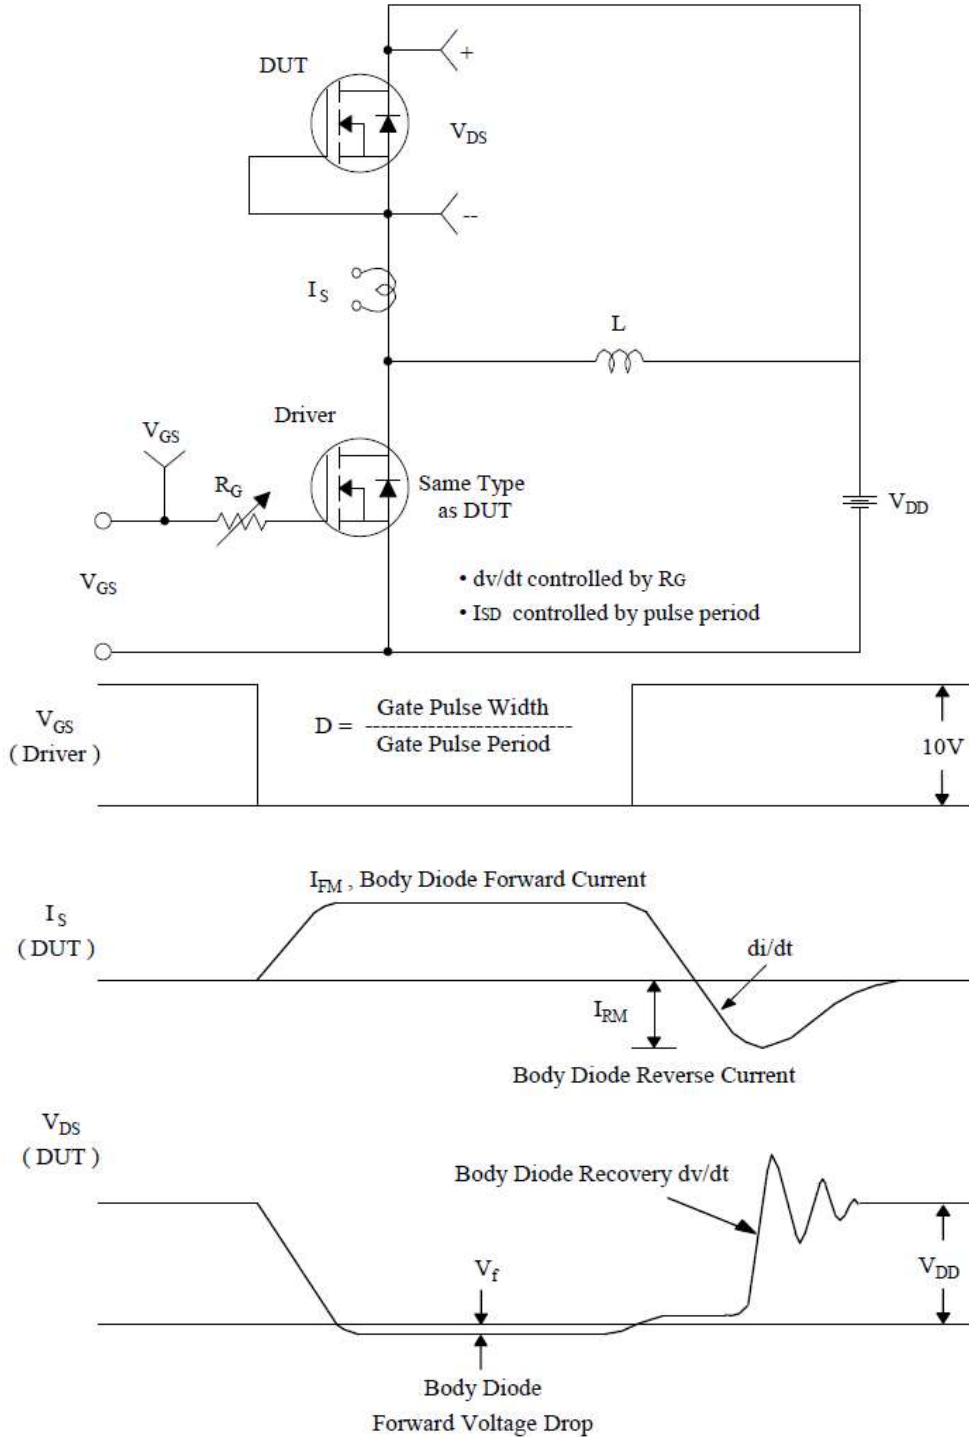 DUT
+
VDS
--
IS
L
Driver
VGS
RG
Same Type
as DUT
VDD
VGS
• dv/dt controlled by RG
• ISD controlled by pulse period
VGS
( Driver )
D = Gate Pulse Width
--------------------------
Gate Pulse Period
10V
IFM , Body Diode Forward Current
IS
( DUT )
di/dt
IRM
Body Diode Reverse Current
VDS
( DUT )
Body Diode Recovery dv/dt
Vf
VDD
Body Diode
Forward Voltage Drop